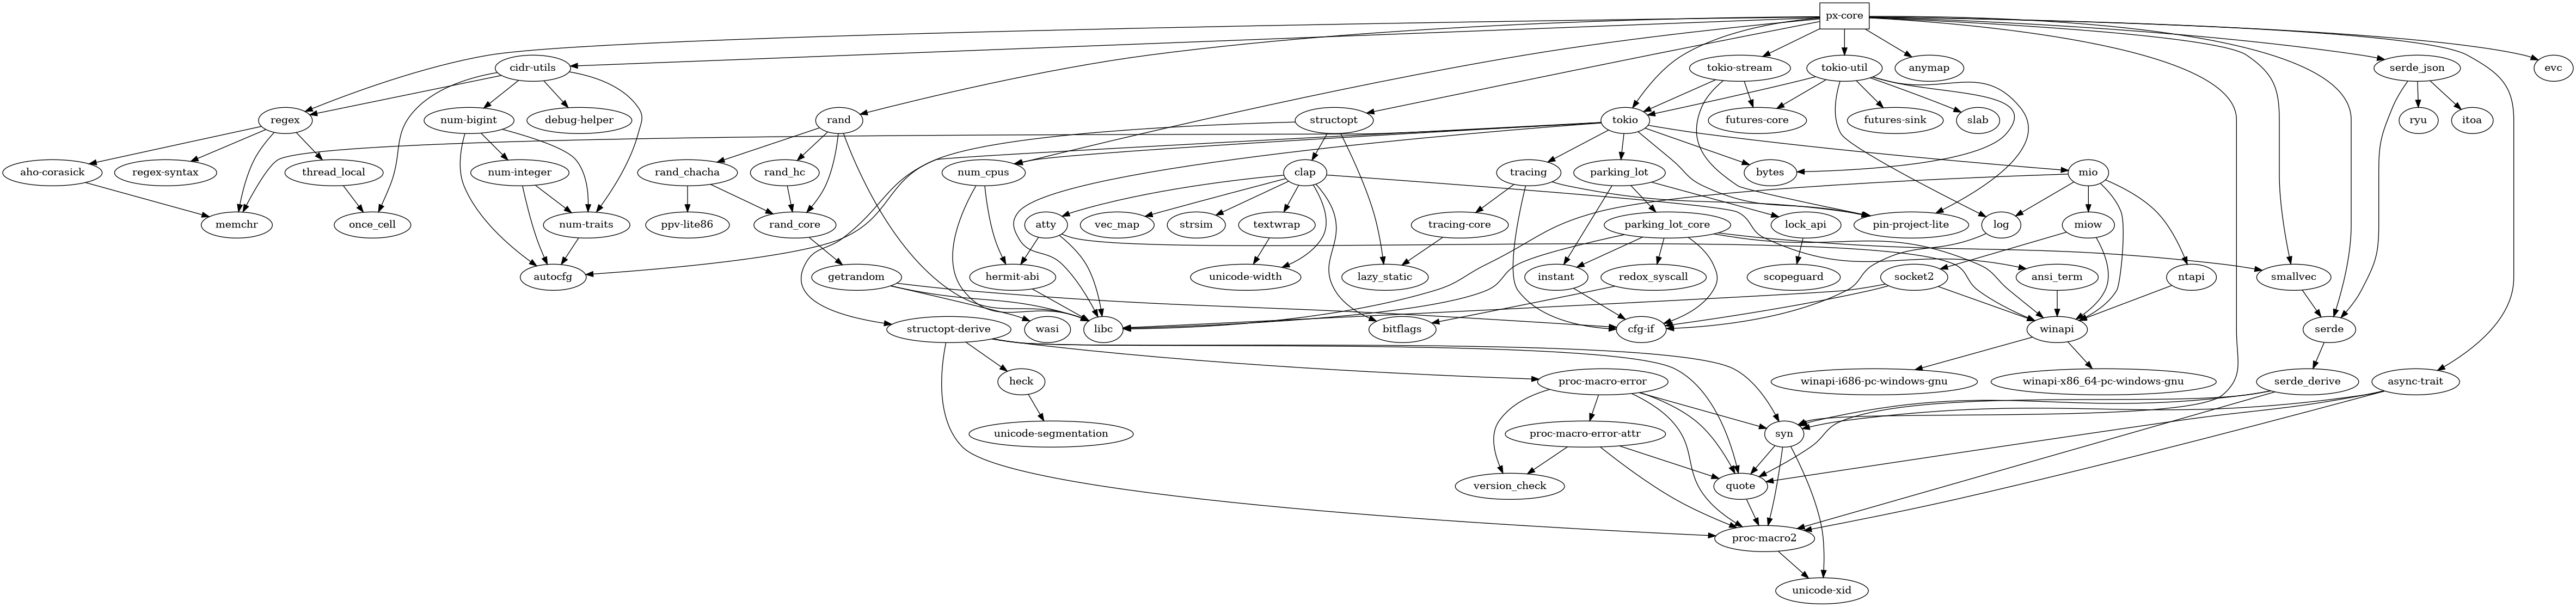 px-core
cidr-utils
tokio-stream
tokio-util
anymap
serde_json
evc
regex
num-bigint
debug-helper
rand
structopt
tokio
futures-core
futures-sink
slab
ryu
itoa
aho-corasick
regex-syntax
thread_local
num-integer
rand_chacha
rand_hc
num_cpus
clap
tracing
parking_lot
bytes
mio
memchr
once_cell
num-traits
ppv-lite86
rand_core
atty
vec_map
strsim
textwrap
tracing-core
parking_lot_core
lock_api
pin-project-lite
log
miow
autocfg
getrandom
hermit-abi
unicode-width
lazy_static
instant
redox_syscall
scopeguard
socket2
ansi_term
ntapi
smallvec
structopt-derive
wasi
libc
bitflags
cfg-if
winapi
serde
heck
proc-macro-error
winapi-i686-pc-windows-gnu
winapi-x86_64-pc-windows-gnu
serde_derive
async-trait
unicode-segmentation
proc-macro-error-attr
syn
version_check
quote
proc-macro2
unicode-xid